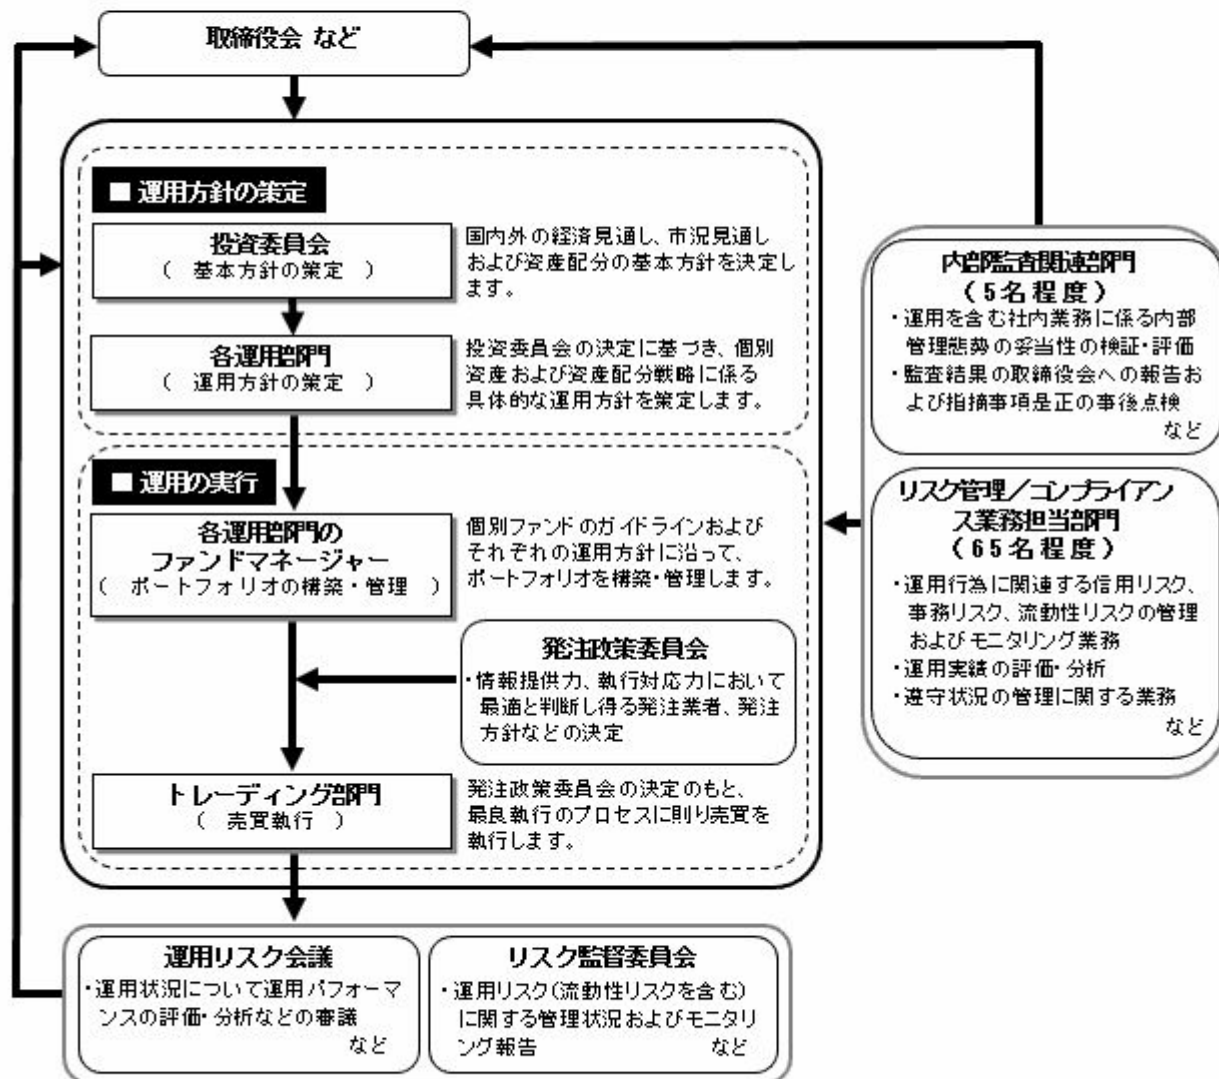 取締役会 など
■ 運用方針の策定
投資委員会
（ 基本方針の策定 ）
国内外の経済見通し、市況見通し
および資産配分の基本方針を決定し
ます。
各運用部門
（ 運用方針の策定 ）
投資委員会の決定に基づき、個別
資産および資産配分戦略に係る
具体的な運用方針を策定します。
■ 運用の実行
各運用部門の
ファンドマネージャー
（ ポートフォリオの構築・管理 ）
個別ファンドのガイドラインおよび
それぞれの運用方針に沿って、
ポートフォリオを構築・管理します。
発注政策委員会
・情報提供力、執行対応力において
最適と判断し得る発注業者、発注
方針などの決定
トレーディング部門
（ 売買執行 ）
発注政策委員会の決定のもと、
最良執行のプロセスに則り売買を
執行します。
内部監査関連部門
（5名程度）
・運用を含む社内業務に係る内部
管理態勢の妥当性の検証・評価
・監査結果の取締役会への報告お
よび指摘事項是正の事後点検
など
リスク管理／コンプライアン
ス業務担当部門
（65名程度）
・運用行為に関連する信用リスク、
事務リスク、流動性リスクの管理
およびモニタリング業務
・運用実績の評価・分析
・遵守状況の管理に関する業務
など
運用リスク会議
・運用状況について運用パフォーマ
ンスの評価・分析などの審議
など
リスク監督委員会
・運用リスク（流動性リスクを含む）
に関する管理状況およびモニタリ
ング報告 など